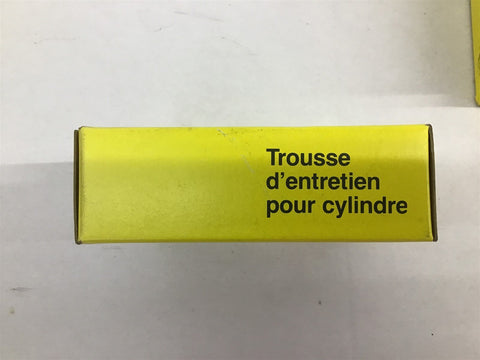 Trousse
d'entretien
pour cylindre